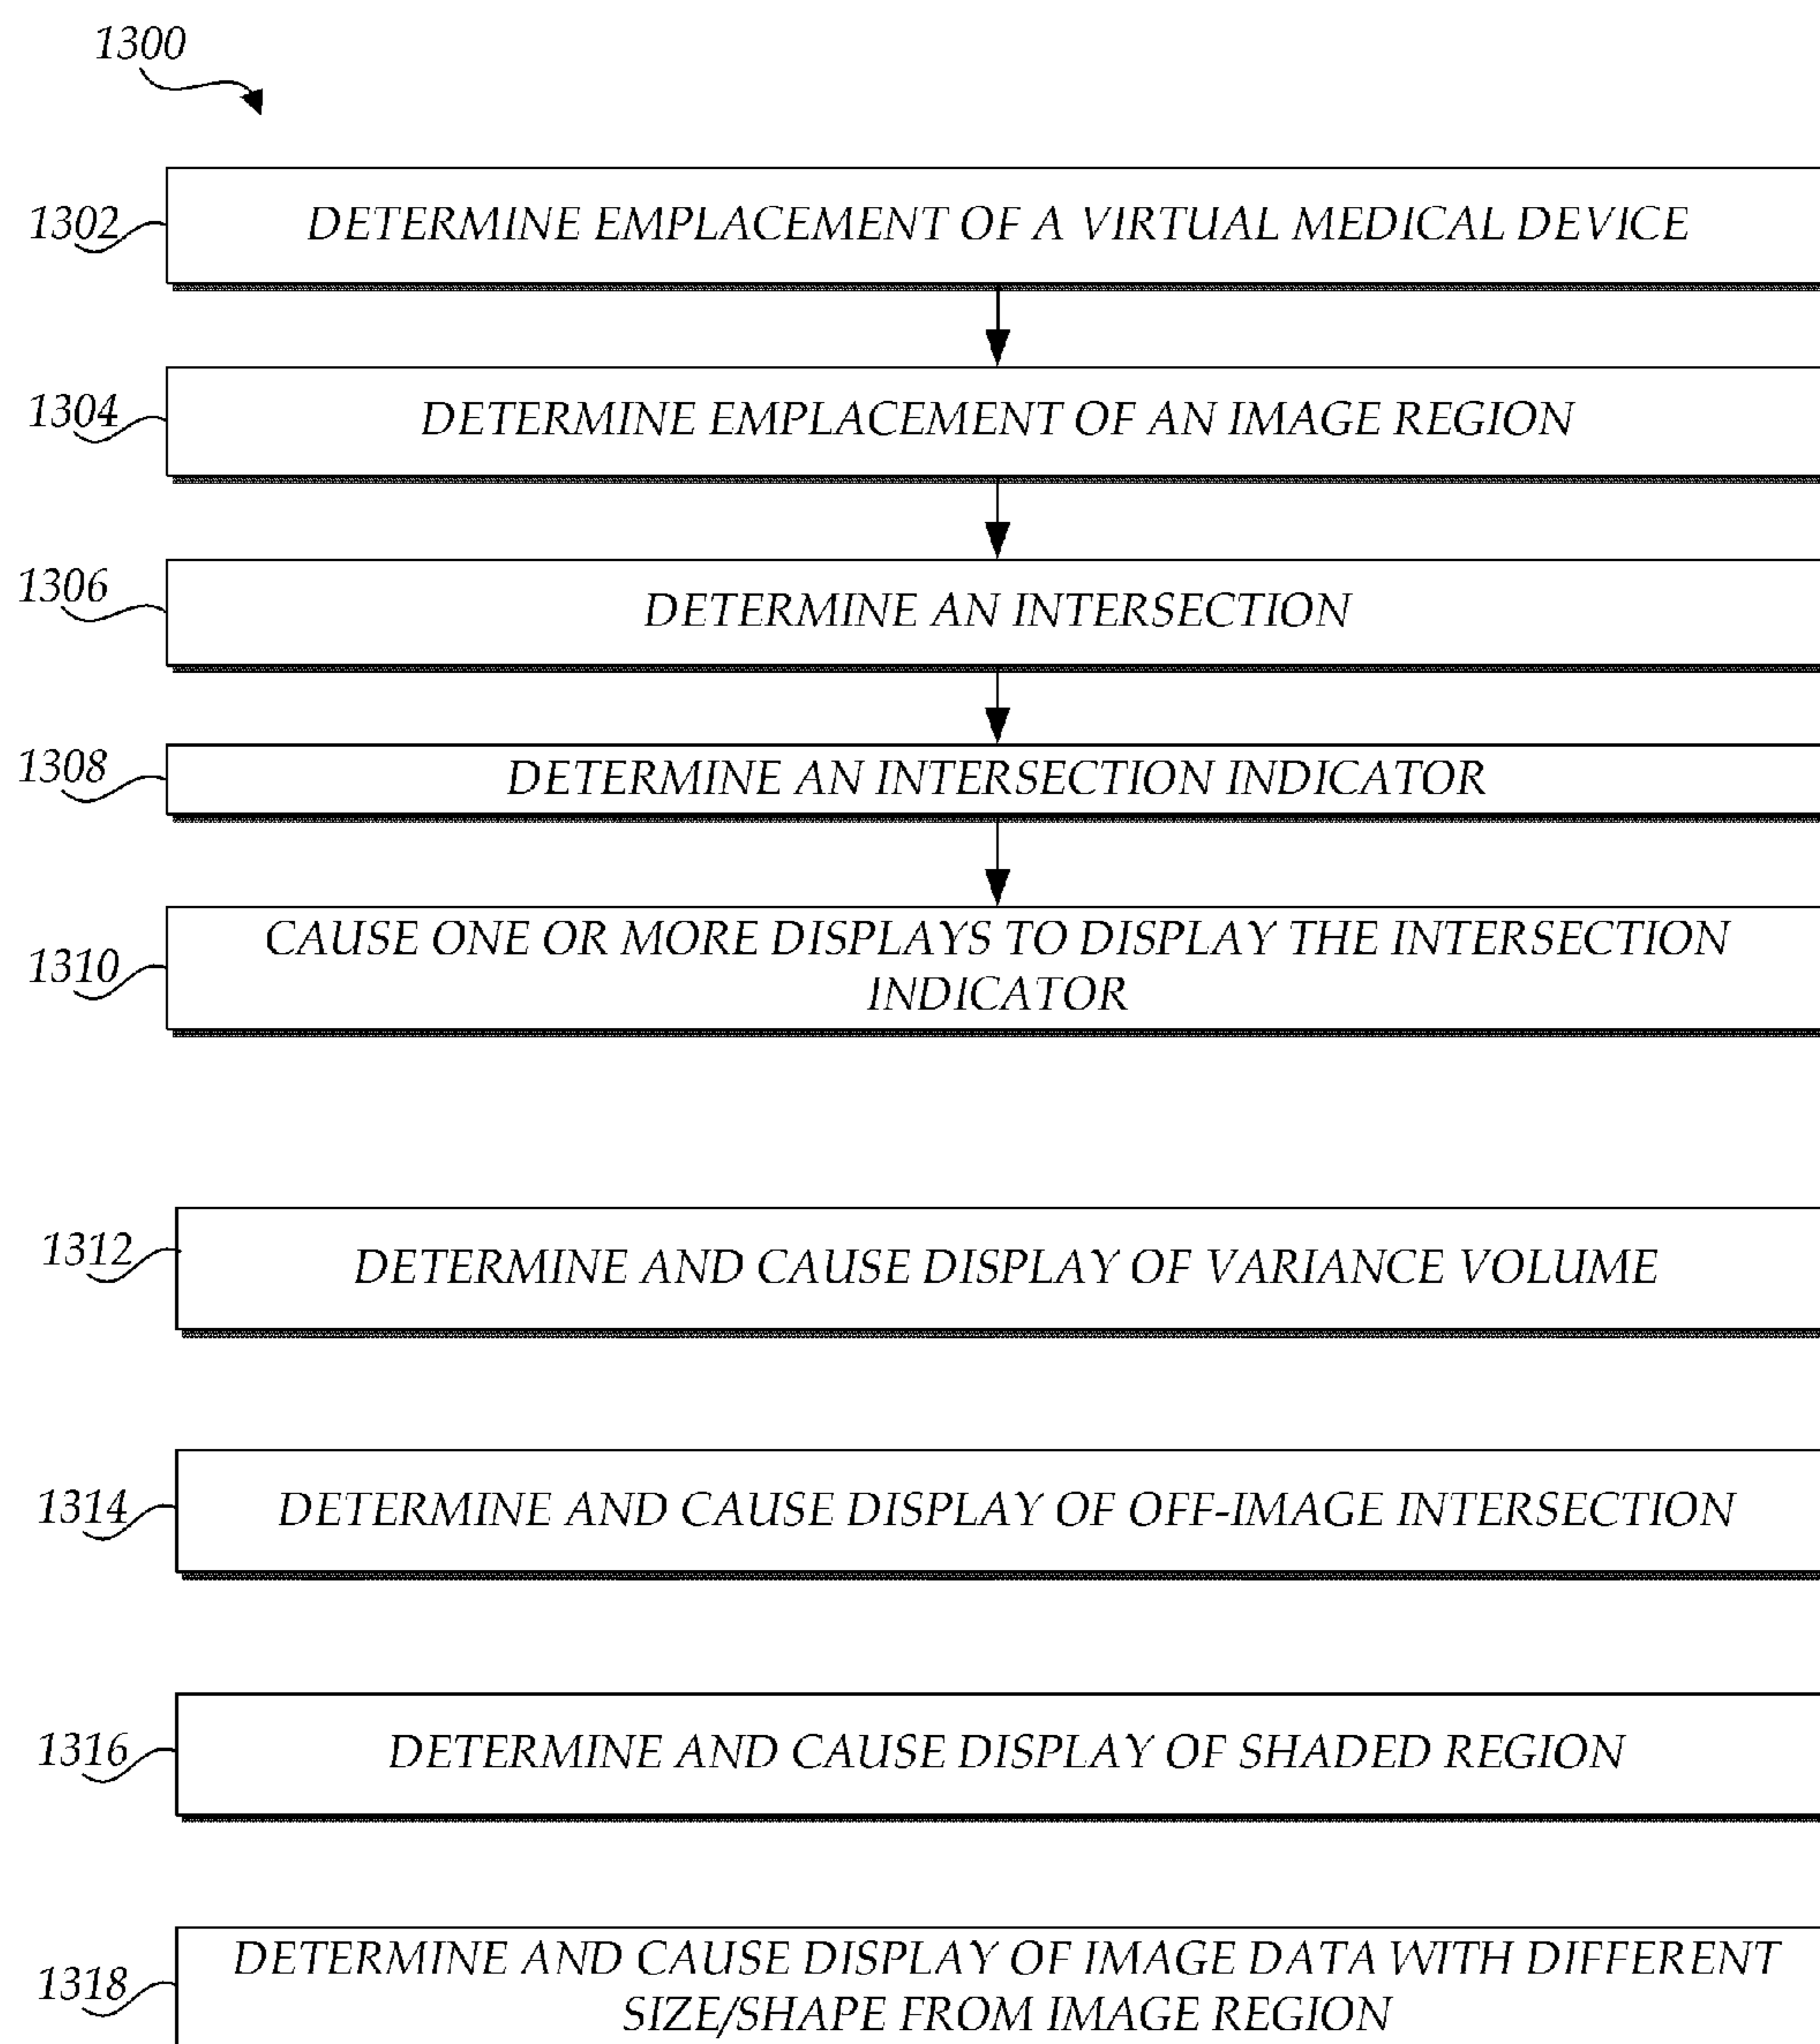 1300
1302
DETERMINE EMPLACEMENT OF A VIRTUAL MEDICAL DEVICE
1304
DETERMINE EMPLACEMENT OF AN IMAGE REGION
1306
DETERMINE AN INTERSECTION
1308
DETERMINE AN INTERSECTION INDICATOR
1310
CAUSE ONE OR MORE DISPLAYS TO DISPLAY THE INTERSECTION
INDICATOR
1312
DETERMINE AND CAUSE DISPLAY OF VARIANCE VOLUME
1314
DETERMINE AND CAUSE DISPLAY OF OFF-IMAGE INTERSECTION
1316
DETERMINE AND CAUSE DISPLAY OF SHADED REGION
1318
DETERMINE AND CAUSE DISPLAY OF IMAGE DATA WITH DIFFERENT
SIZE/SHAPE FROM IMAGE REGION